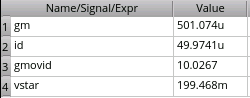 Name/Signal/Expr Value
1 gm 501.074u
2 id 49.9741u
3 gmovid 10.0267
4 vstar 199.468m